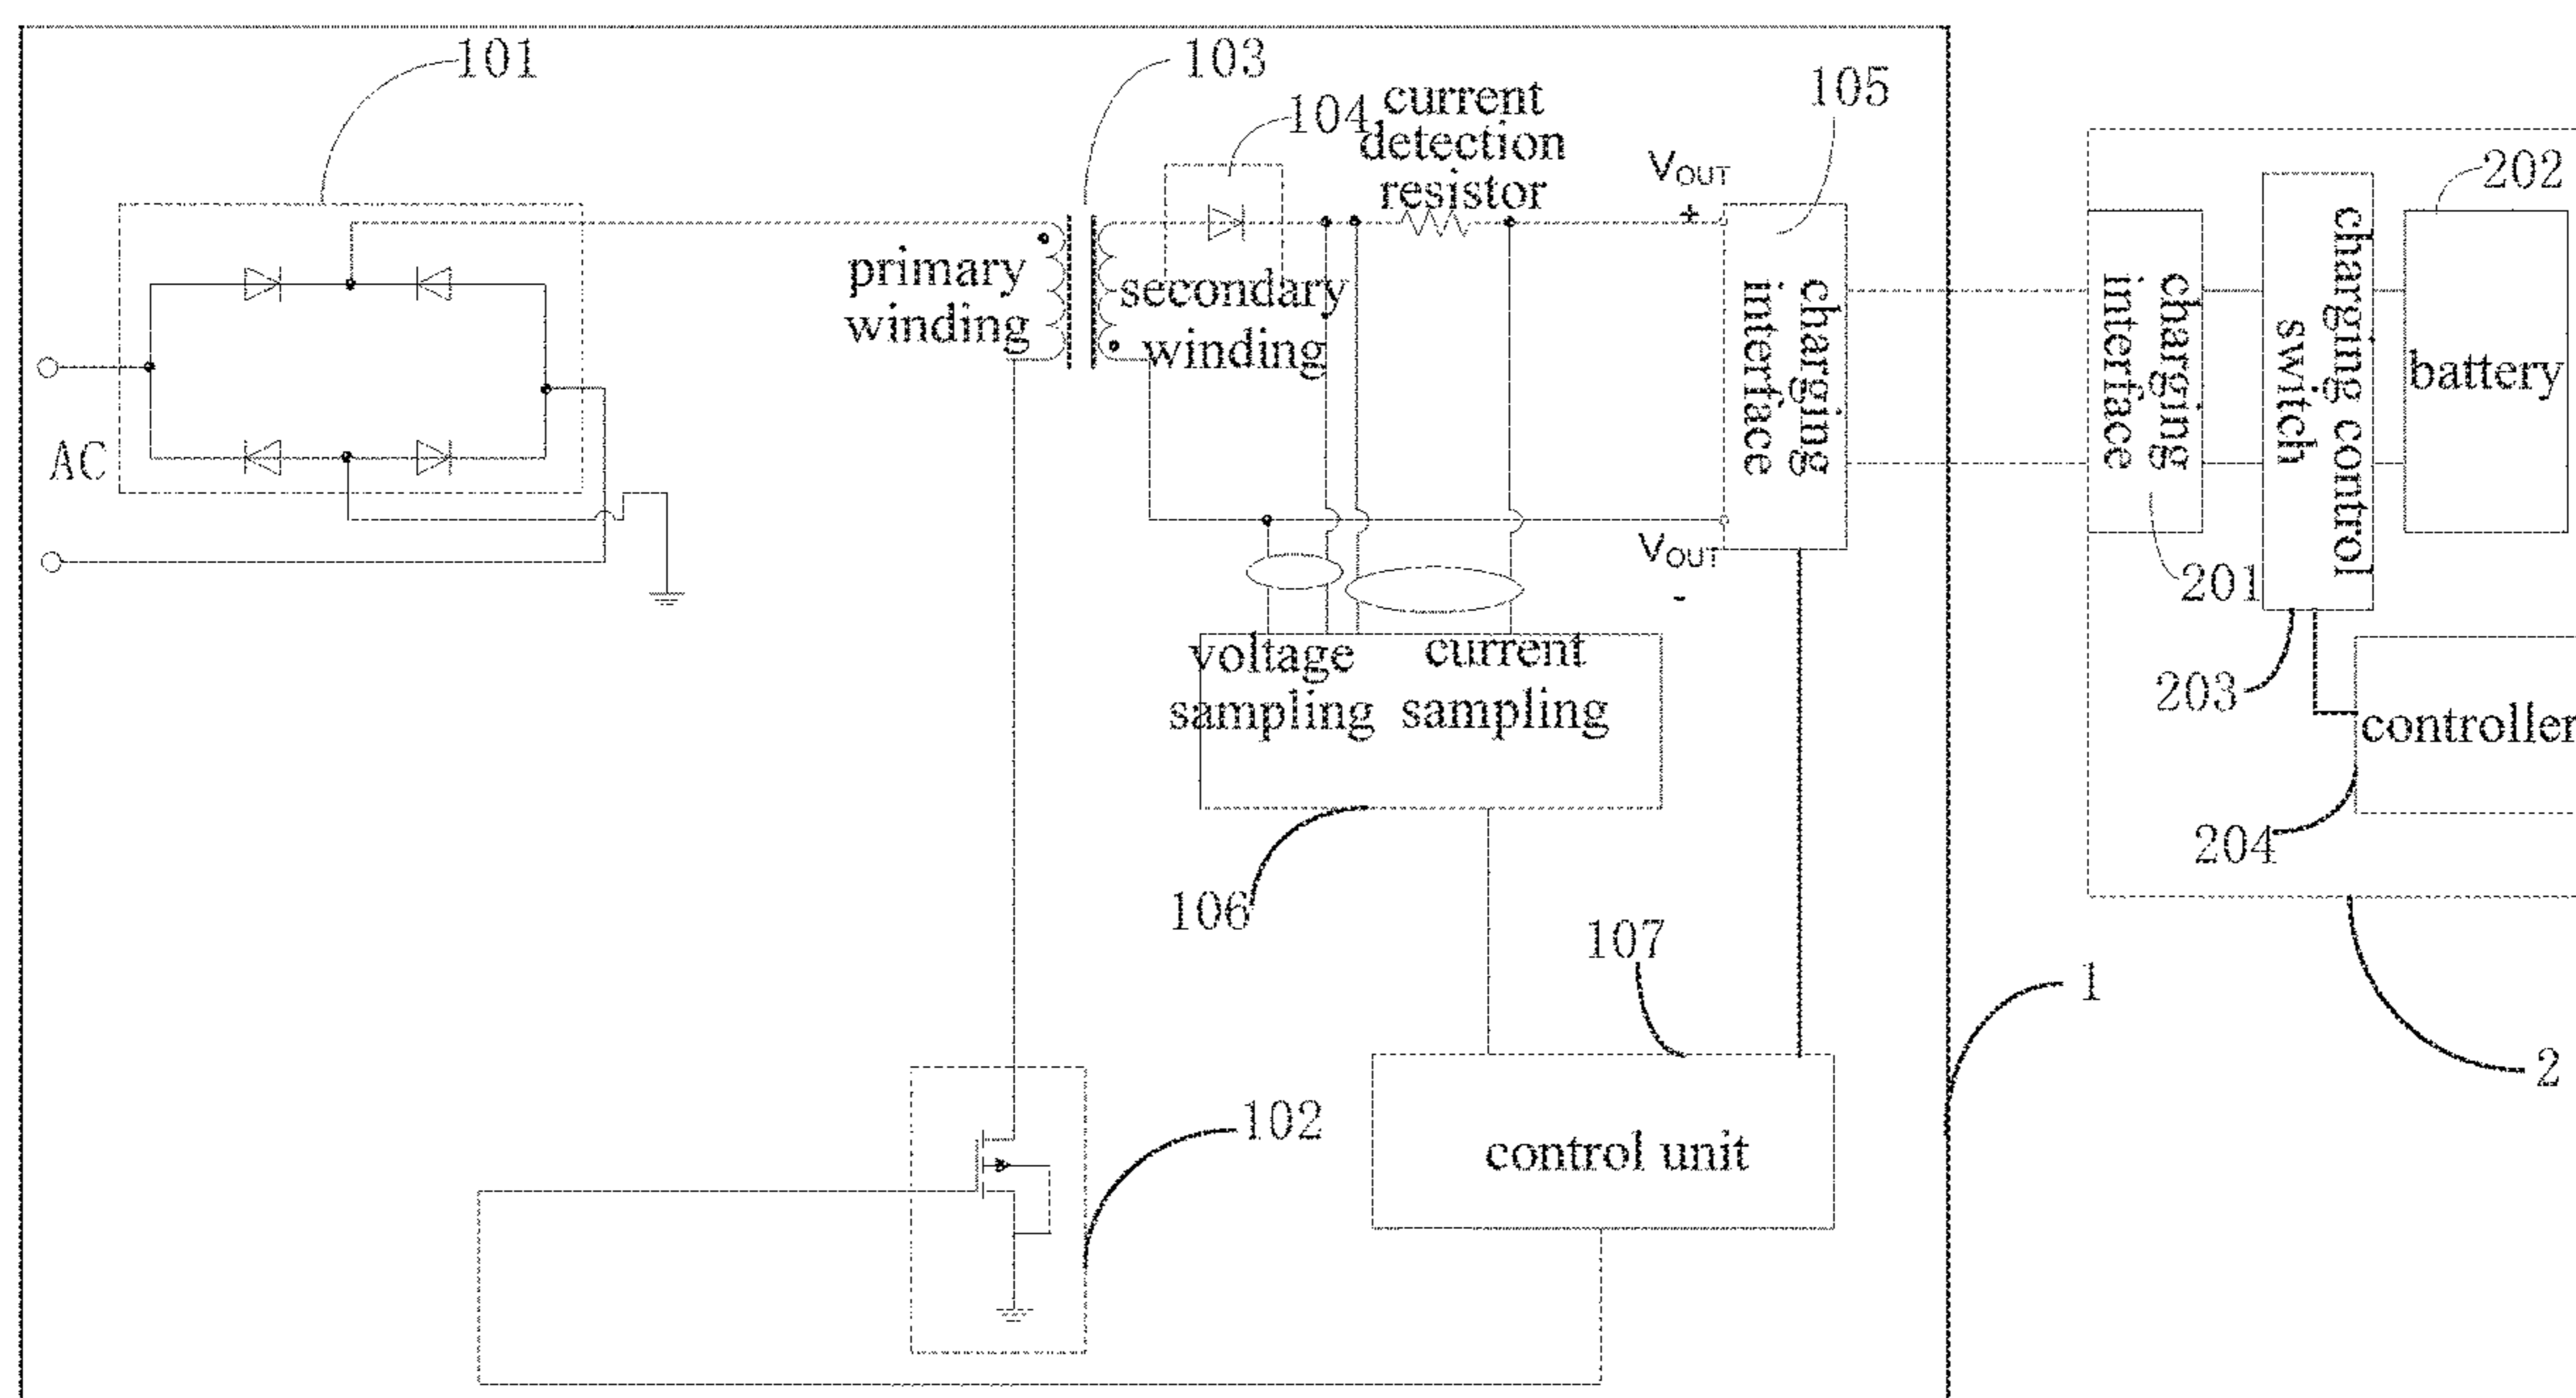 101
103
104
current
detection
resistor
105
VOUT
+
202
primary
winding
secondary
winding
charging
interface
charging
interface
charging control
switch
battery
AC
VOUT
-
201
voltage
sampling
current
sampling
203
controller
204
106
107
1
2
102
control unit